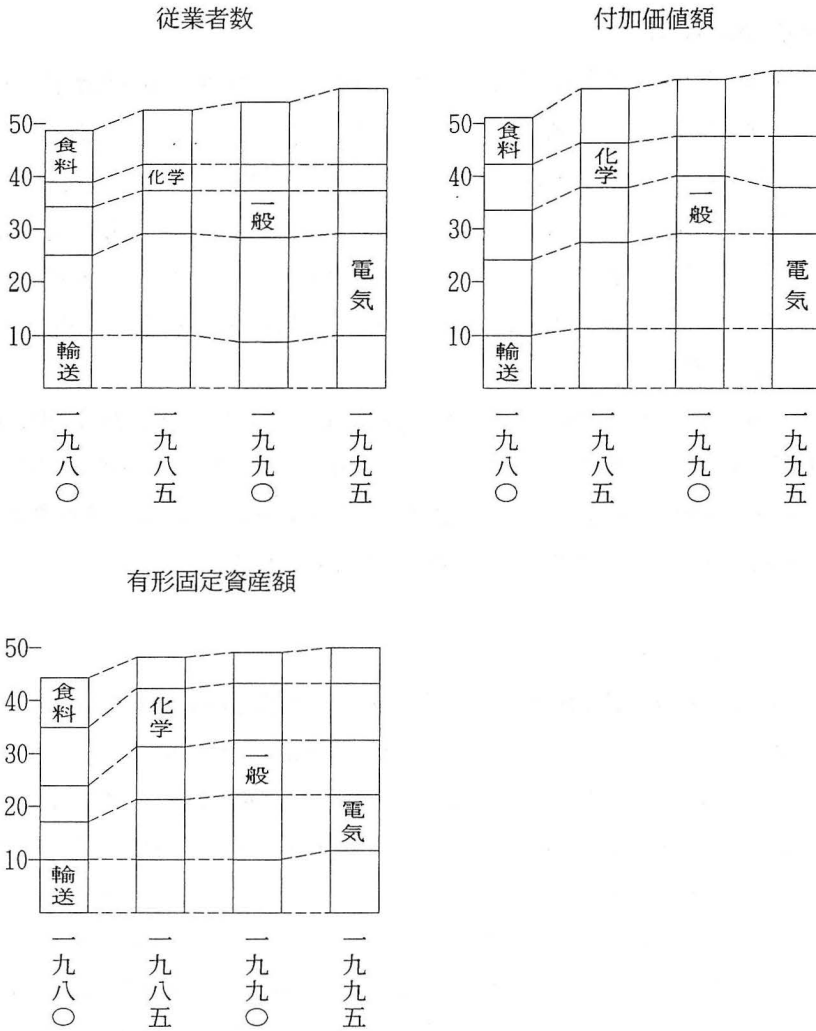 従業者数
50
40
30
20
10
食料
化学
一般
電気
輸送
一九八〇
一九八五
一九九〇
一九九五
付加価値額
50
40
30
20
10
食料
化学
一般
電気
輸送
一九八〇
一九八五
一九九〇
一九九五
有形固定資産額
50
40
30
20
10
食料
化学
一般
電気
輸送
一九八〇
一九八五
一九九〇
一九九五